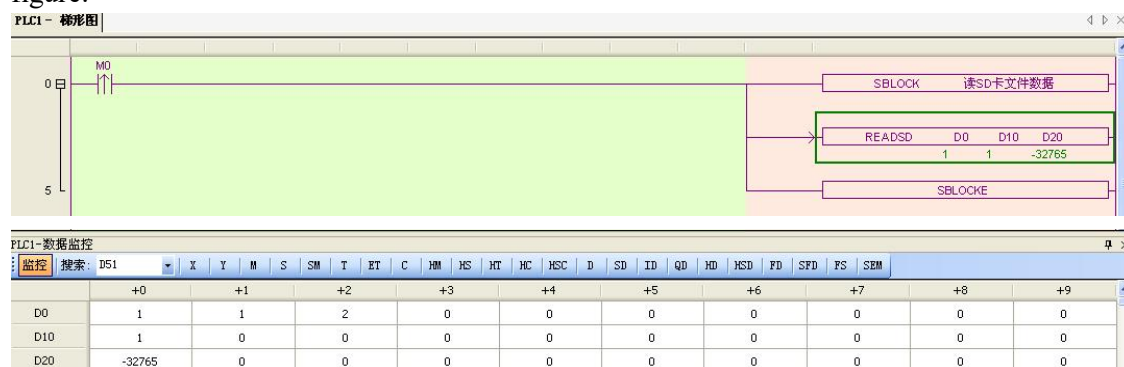 figure.
PLC1 - 梯形图
M0
0
SBLOCK 读SD卡文件数据
READSD D0 D10 D20
1 1 -32765
5
SBLOCKE
PLC1-数据监控
监控 搜索: D51 X Y M S SM T ET C HM HS HT HC HSC D SD ID QD HD HSD FD SFD FS SEM
+0 +1 +2 +3 +4 +5 +6 +7 +8 +9
D0 1 1 2 0 0 0 0 0 0 0
D10 1 0 0 0 0 0 0 0 0 0
D20 -32765 0 0 0 0 0 0 0 0 0